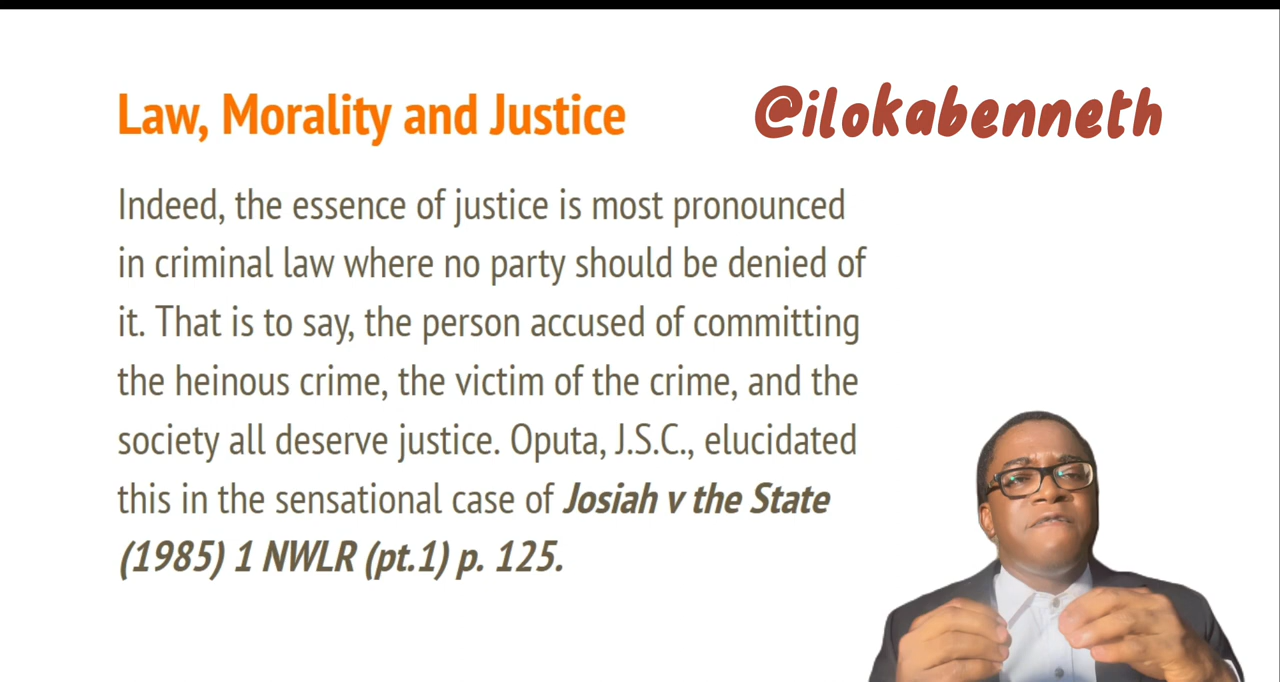 Law, Morality and Justice
@ilokabenneth
Indeed, the essence of justice is most pronounced
in criminal law where no party should be denied of
it. That is to say, the person accused of committing
the heinous crime, the victim of the crime, and the
society all deserve justice. Oputa, J.S.C., elucidated
this in the sensational case of Josiah v the State
(1985) 1 NWLR (pt.1) p. 125.